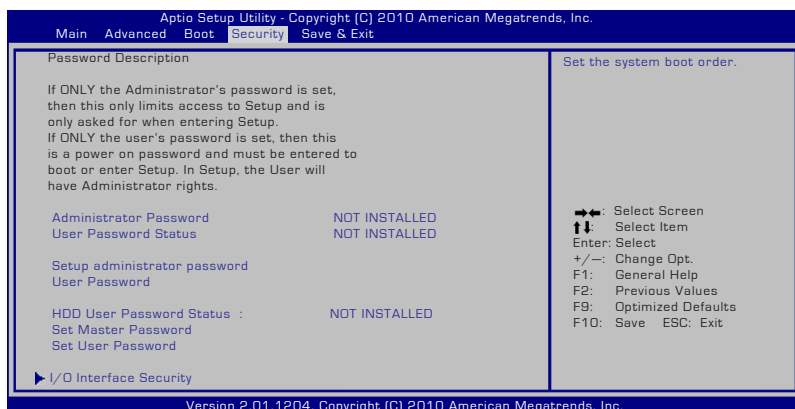 Aptio Setup Utility - Copyright (C) 2010 American Megatrends, Inc.
Main Advanced Boot Security Save & Exit
Password Description
If ONLY the Administrator's password is set,
then this only limits access to Setup and is
only asked for when entering Setup.
If ONLY the user's password is set, then this
is a power on password and must be entered to
boot or enter Setup. In Setup, the User will
have Administrator rights.
Administrator Password NOT INSTALLED
User Password Status NOT INSTALLED
Setup administrator password
User Password
HDD User Password Status : NOT INSTALLED
Set Master Password
Set User Password
I/O Interface Security
Set the system boot order.
→←: Select Screen
↑↓: Select Item
Enter: Select
+/—: Change Opt.
F1: General Help
F2: Previous Values
F9: Optimized Defaults
F10: Save ESC: Exit
Version 2.01.1204. Copyright (C) 2010 American Megatrends, Inc.